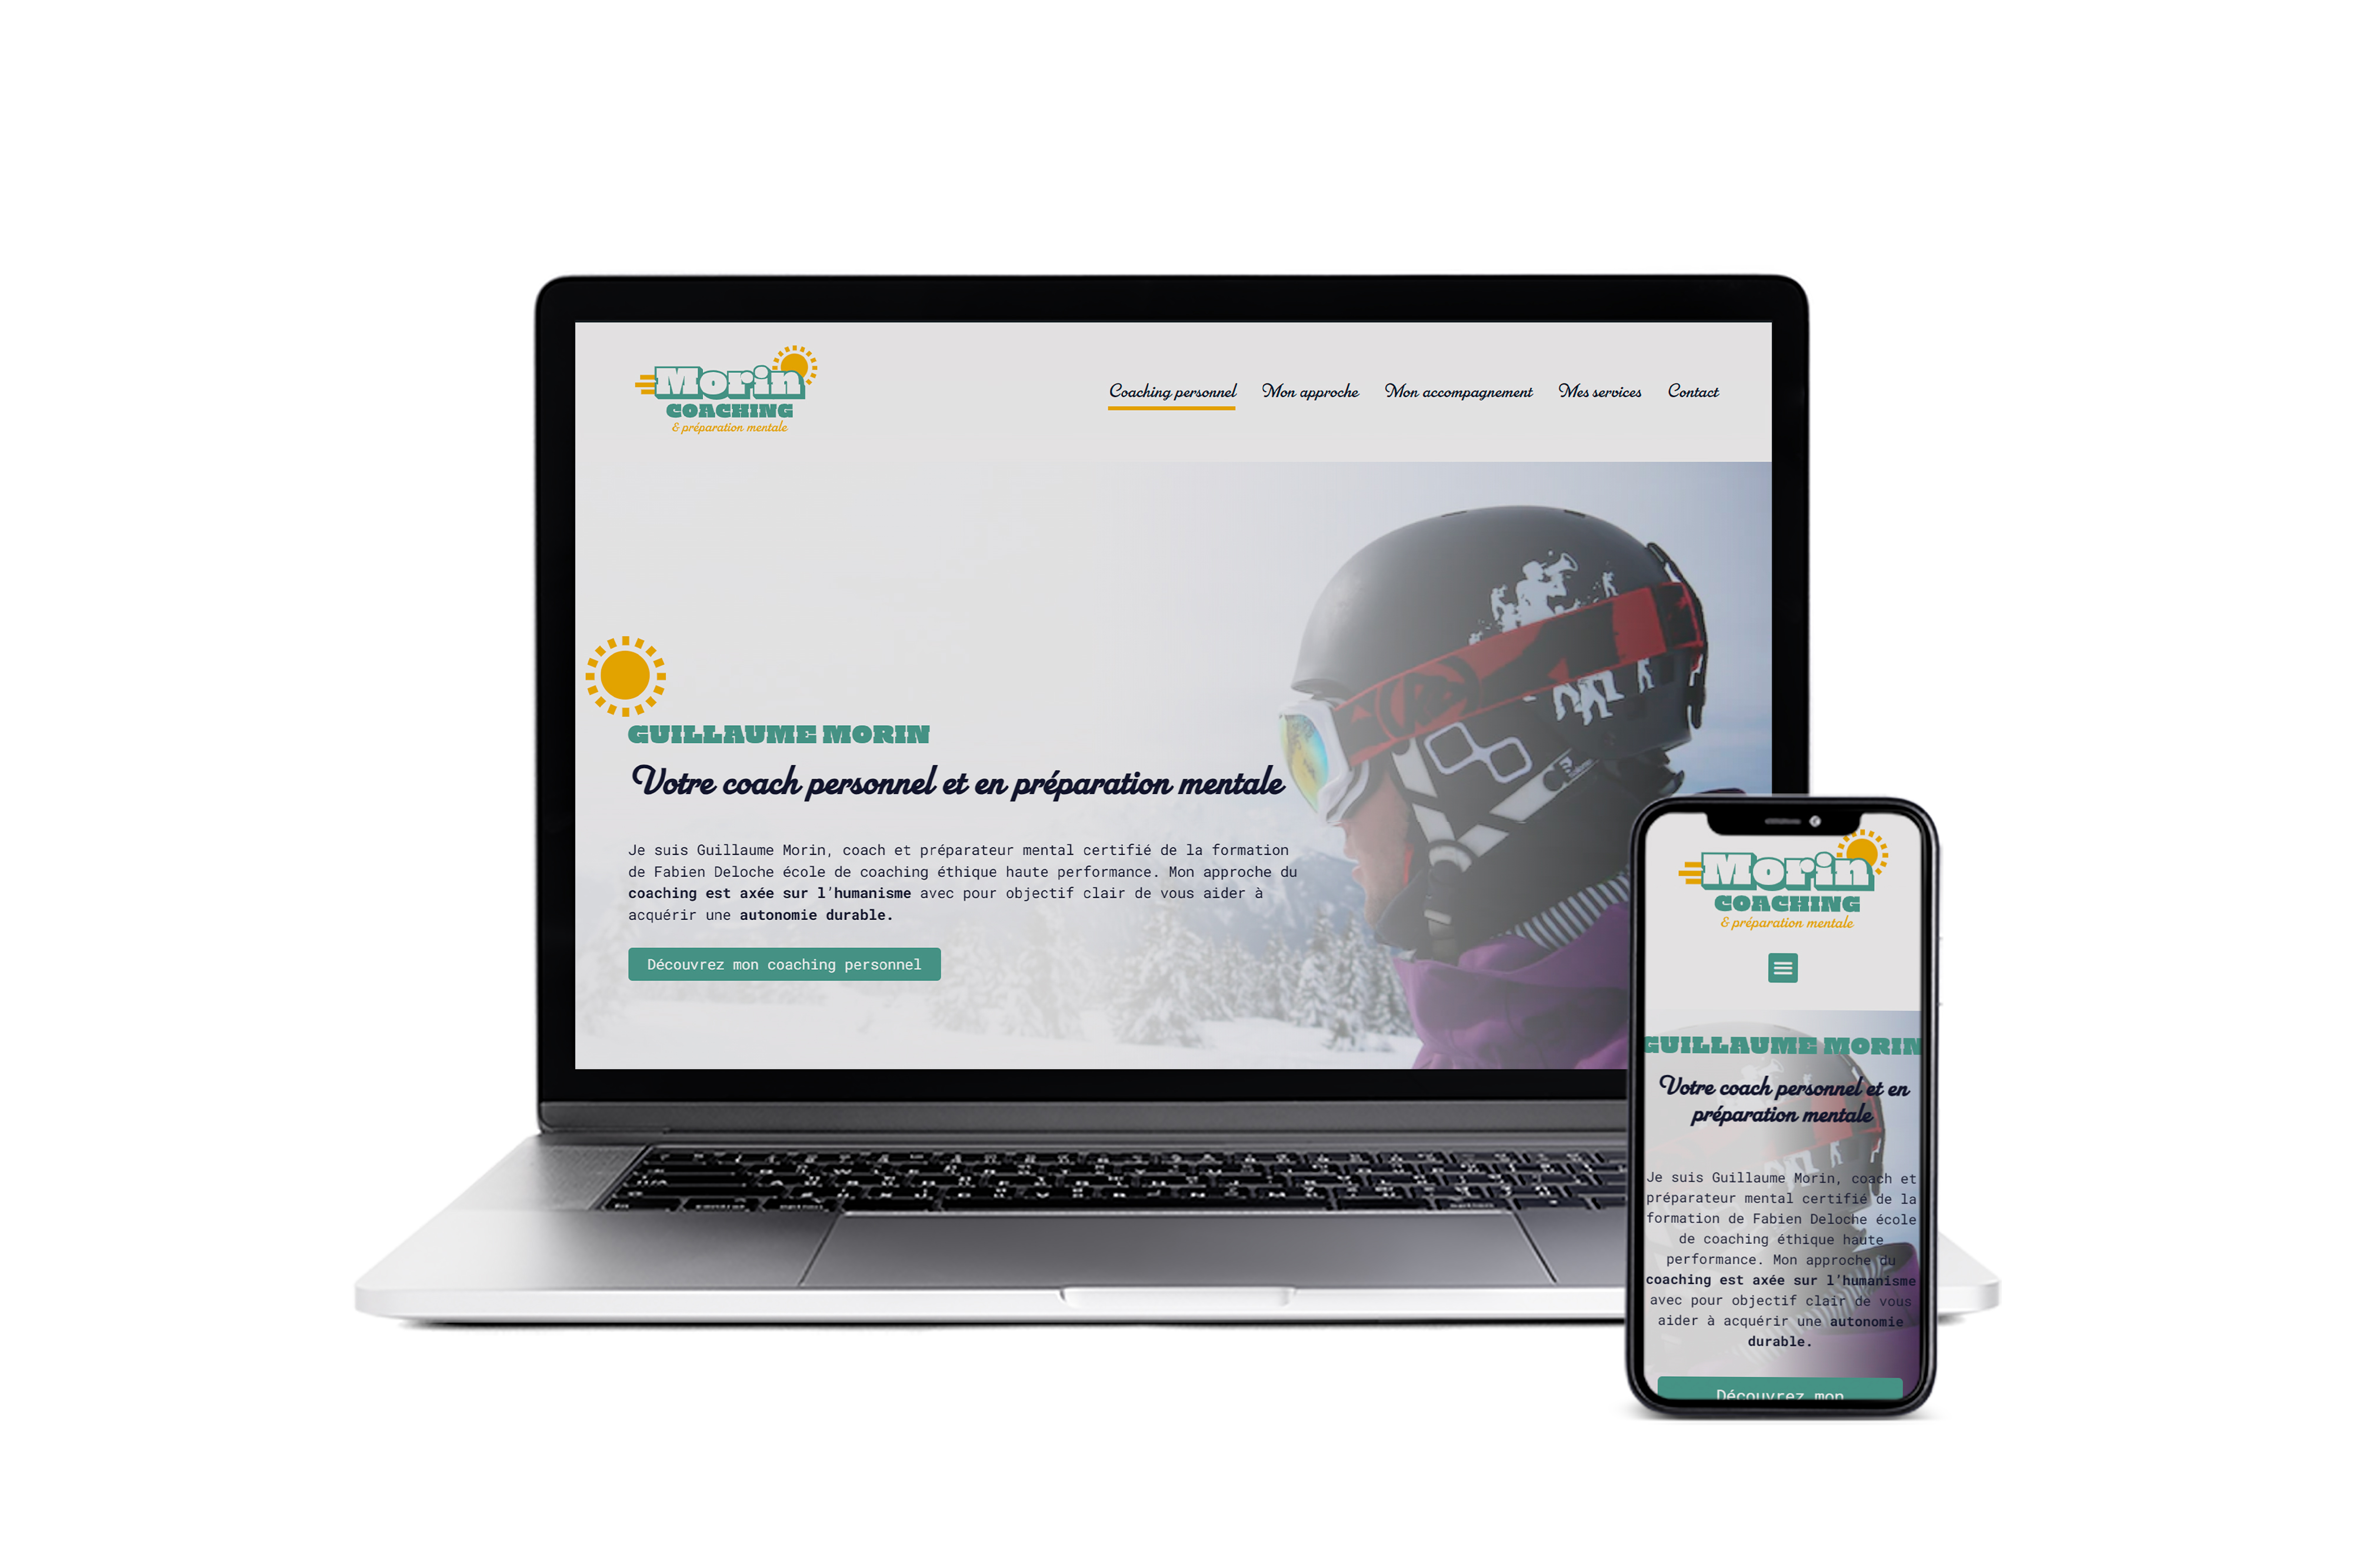 Morin
COACHING
& préparation mentale
Coaching personnel Mon approche Mon accompagnement Mes services Contact
GUILLAUME MORIN
Votre coach personnel et en préparation mentale
Je suis Guillaume Morin, coach et préparateur mental certifié de la formation
de Fabien Deloche école de coaching éthique haute performance. Mon approche du
coaching est axée sur l'humanisme avec pour objectif clair de vous aider à
acquérir une autonomie durable.
Découvrez mon coaching personnel
Morin
COACHING
& préparation mentale
GUILLAUME MORIN
Votre coach personnel et en
préparation mentale
Je suis Guillaume Morin, coach et
préparateur mental certifié de la
formation de Fabien Deloche école
de coaching éthique haute
performance. Mon approche du
coaching est axée sur l'humanisme
avec pour objectif clair de vous
aider à acquérir une autonomie
durable.
Découvrez mon